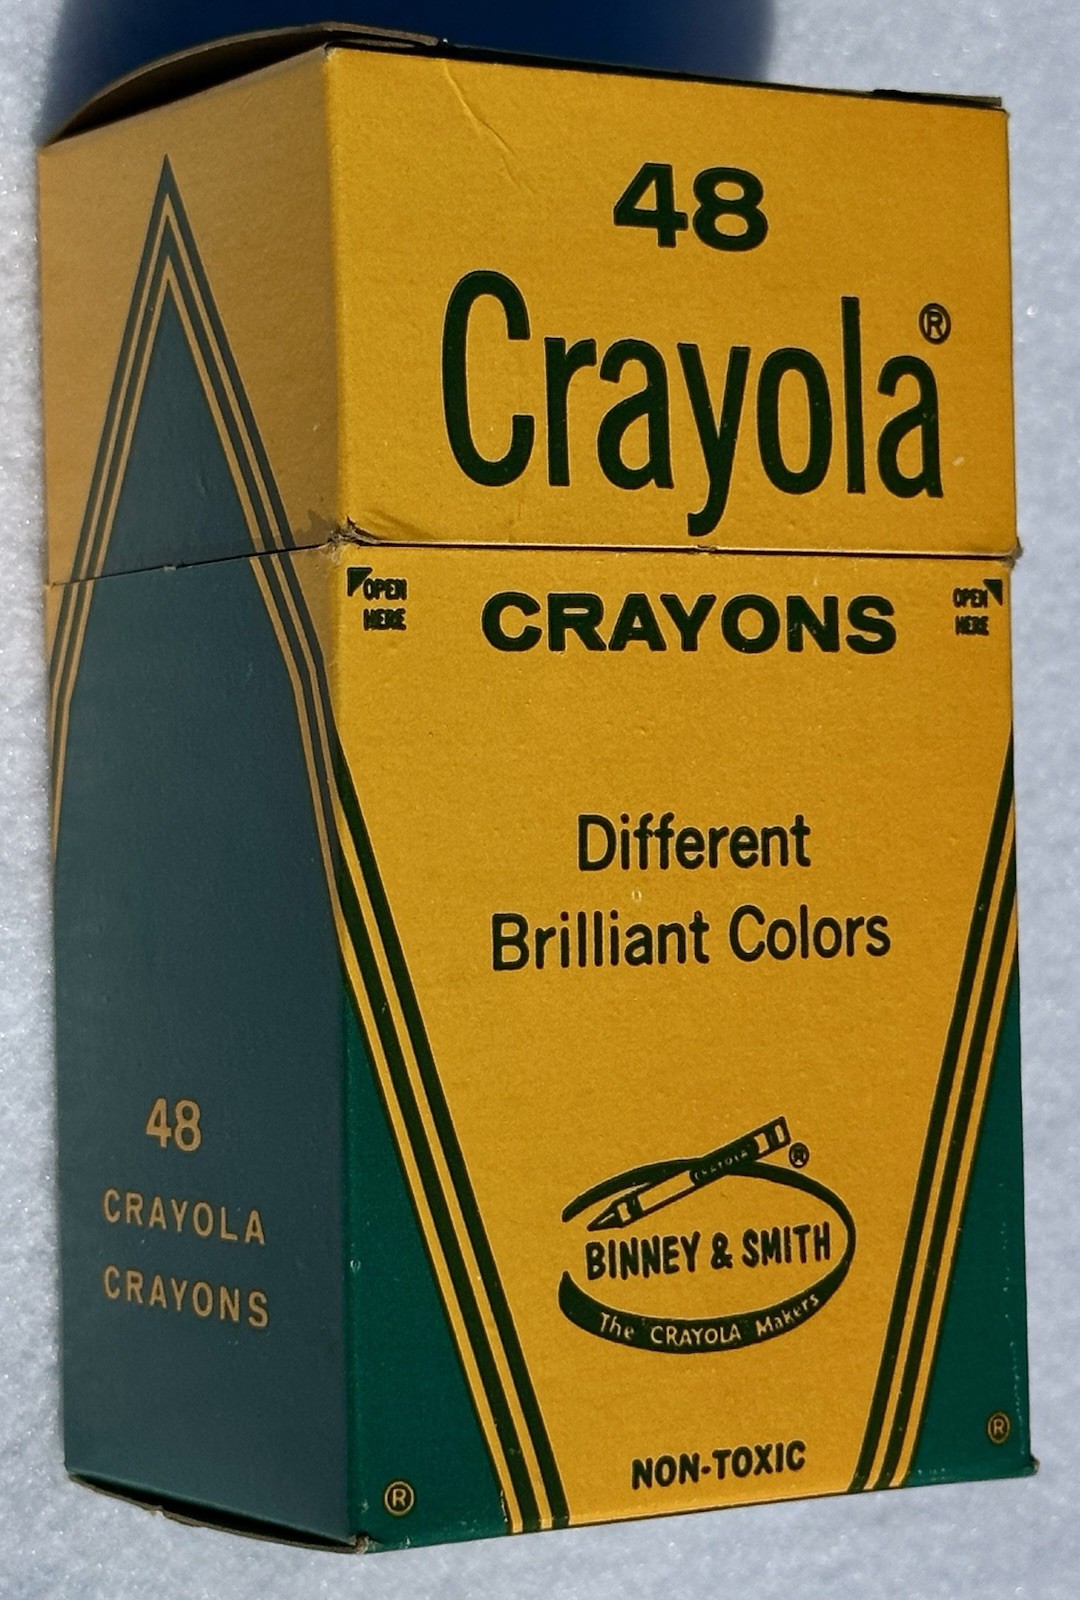 48
Crayola®
OPEN HERE
CRAYONS
OPEN HERE
Different
Brilliant Colors
CRAYOLA
®
BINNEY & SMITH
The CRAYOLA Makers
NON-TOXIC
®
®
48
CRAYOLA
CRAYONS